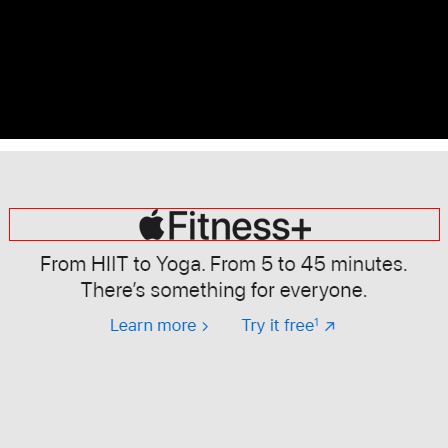 Fitness+
From HIIT to Yoga. From 5 to 45 minutes.
There's something for everyone.
Learn more >
Try it free¹ ↗